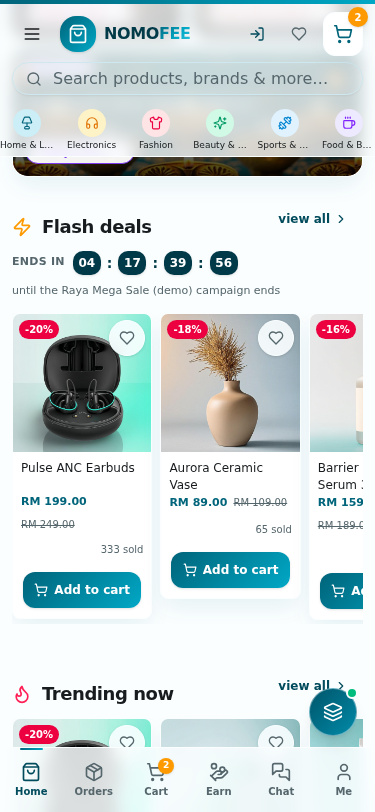 NOMOFEE
2
Search products, brands & more...
Home & L...
Electronics
Fashion
Beauty & ...
Sports & ...
Food & B...
Flash deals
view all
ENDS IN 04 : 17 : 39 : 56
until the Raya Mega Sale (demo) campaign ends
-20%
-18%
-16%
Pulse ANC Earbuds
RM 199.00
RM 249.00
333 sold
Add to cart
Aurora Ceramic
Vase
RM 89.00 RM 109.00
65 sold
Add to cart
Barrier
Serum
RM 159
RM 189.0
Trending now
view all
-20%
2
Home
Orders
Cart
Earn
Chat
Me